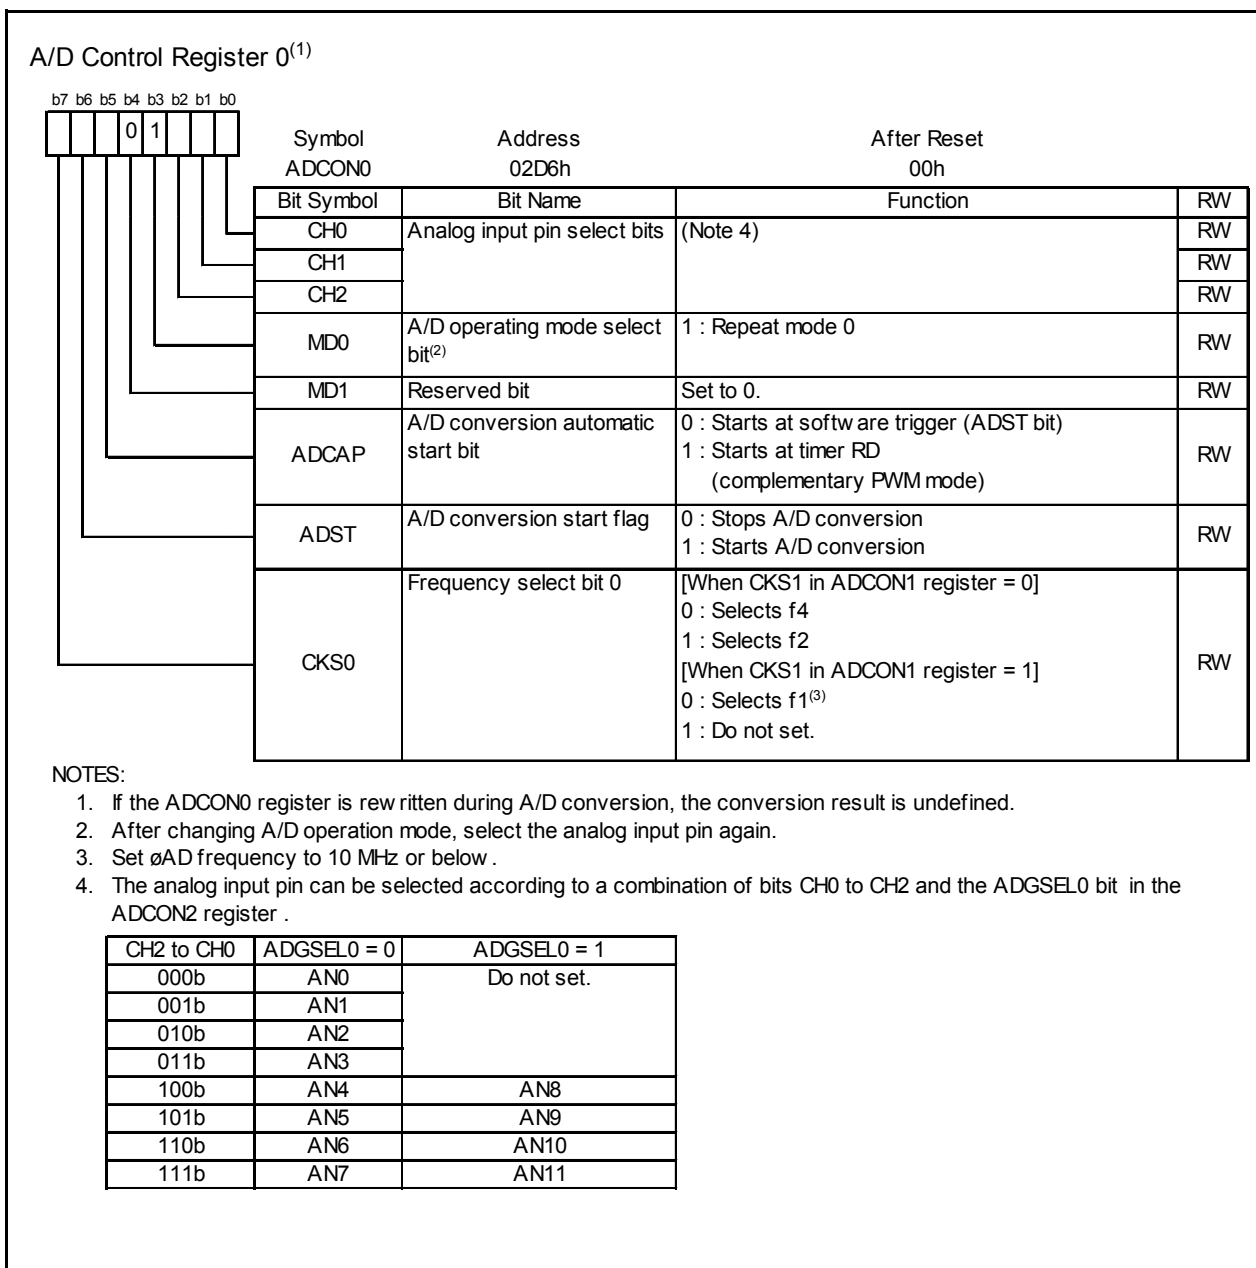 A/D Control Register 0(1)
b7 b6 b5 b4 b3 b2 b1 b0
0 1
Symbol Address After Reset
ADCON0 02D6h 00h
Bit Symbol Bit Name Function RW
CH0 Analog input pin select bits (Note 4) RW
CH1 RW
CH2 RW
MD0 A/D operating mode select bit(2) 1 : Repeat mode 0 RW
MD1 Reserved bit Set to 0. RW
ADCAP A/D conversion automatic start bit 0 : Starts at software trigger (ADST bit) RW
1 : Starts at timer RD
(complementary PWM mode)
ADST A/D conversion start flag 0 : Stops A/D conversion RW
1 : Starts A/D conversion
CKS0 Frequency select bit 0 [When CKS1 in ADCON1 register = 0] RW
0 : Selects f4
1 : Selects f2
[When CKS1 in ADCON1 register = 1]
0 : Selects f1(3)
1 : Do not set.
NOTES:
1. If the ADCON0 register is rewritten during A/D conversion, the conversion result is undefined.
2. After changing A/D operation mode, select the analog input pin again.
3. Set øAD frequency to 10 MHz or below.
4. The analog input pin can be selected according to a combination of bits CH0 to CH2 and the ADGSEL0 bit in the
ADCON2 register .
CH2 to CH0 ADGSEL0 = 0 ADGSEL0 = 1
000b AN0 Do not set.
001b AN1
010b AN2
011b AN3
100b AN4 AN8
101b AN5 AN9
110b AN6 AN10
111b AN7 AN11